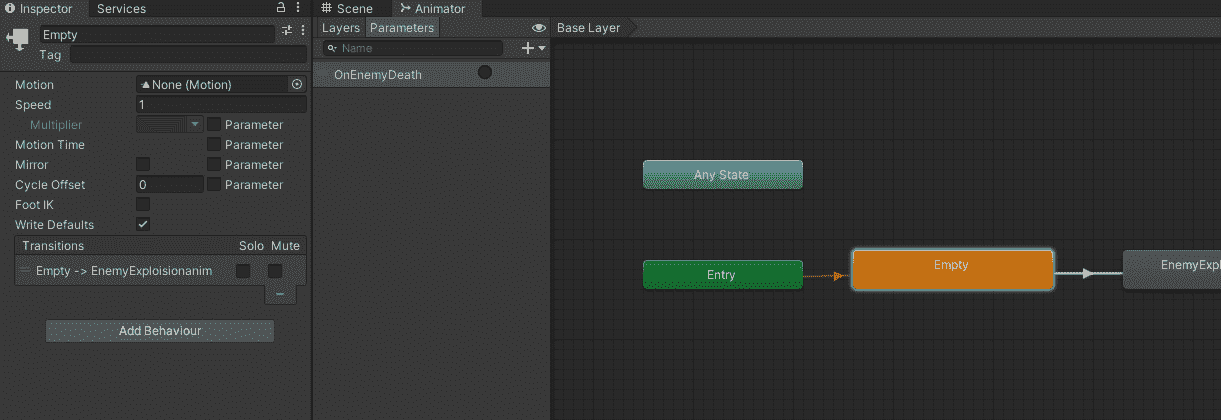 Inspector Services
Empty
Tag
Motion None (Motion)
Speed 1
Multiplier Parameter
Motion Time Parameter
Mirror Parameter
Cycle Offset 0 Parameter
Foot IK
Write Defaults
Transitions Solo Mute
Empty -> EnemyExploisionanim
Add Behaviour
Scene Animator
Layers Parameters
Name
OnEnemyDeath
Base Layer
Any State
Entry
Empty
EnemyExpl